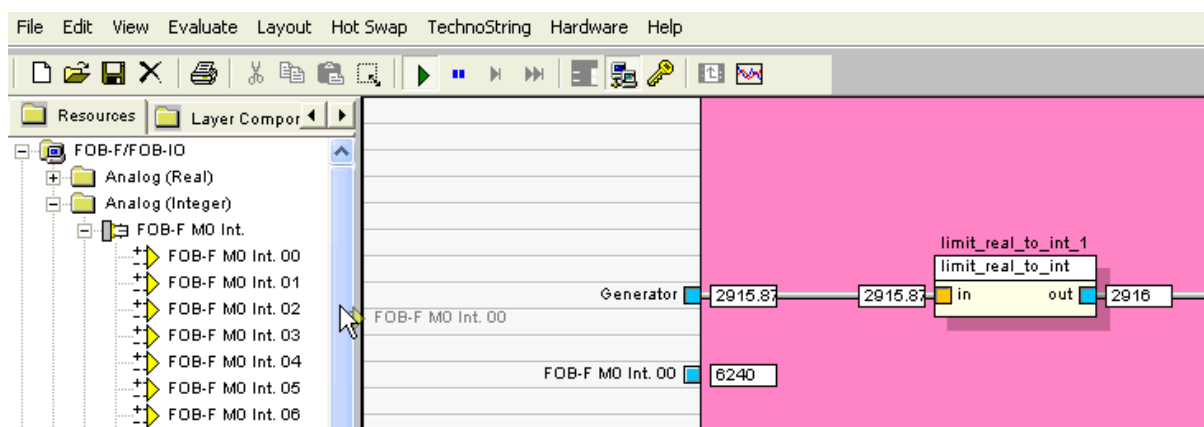 File Edit View Evaluate Layout Hot Swap TechnoString Hardware Help
Resources Layer Compor
FOB-F/FOB-IO
Analog (Real)
Analog (Integer)
FOB-F M0 Int.
FOB-F M0 Int. 00
FOB-F M0 Int. 01
FOB-F M0 Int. 02
FOB-F M0 Int. 03
FOB-F M0 Int. 04
FOB-F M0 Int. 05
FOB-F M0 Int. 06
limit_real_to_int_1
limit_real_to_int
Generator 2915.87 2915.87 in out 2916
FOB-F M0 Int. 00
FOB-F M0 Int. 00 6240